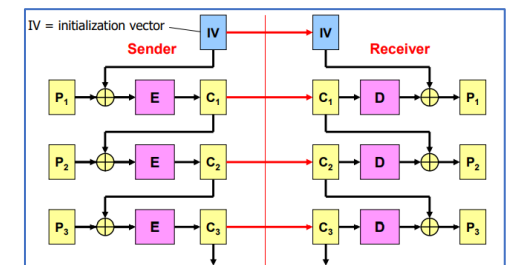 IV = initialization vector
IV
IV
Sender
Receiver
P1
E
C1
C1
D
P1
P2
E
C2
C2
D
P2
P3
E
C3
C3
D
P3